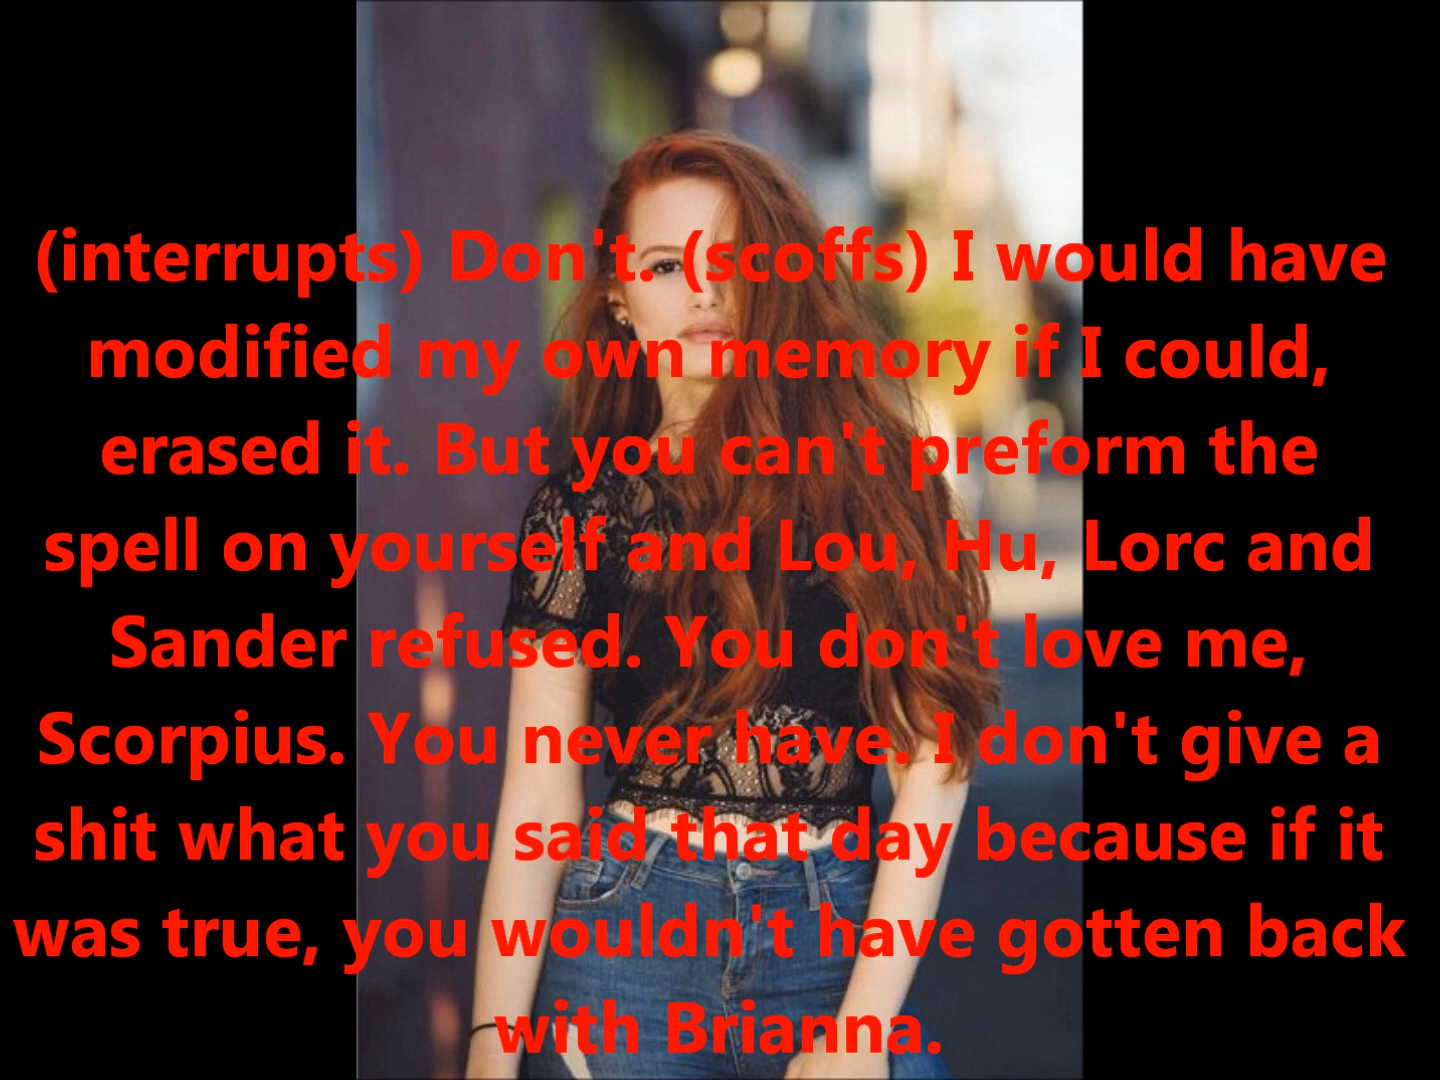 (interrupts) Don't. (scoffs) I would have
modified my own memory if I could,
erased it. But you can't preform the
spell on yourself and Lou, Hu, Lorc and
Sander refused. You don't love me,
Scorpius. You never have. I don't give a
shit what you said that day because if it
was true, you wouldn't have gotten back
with Brianna.